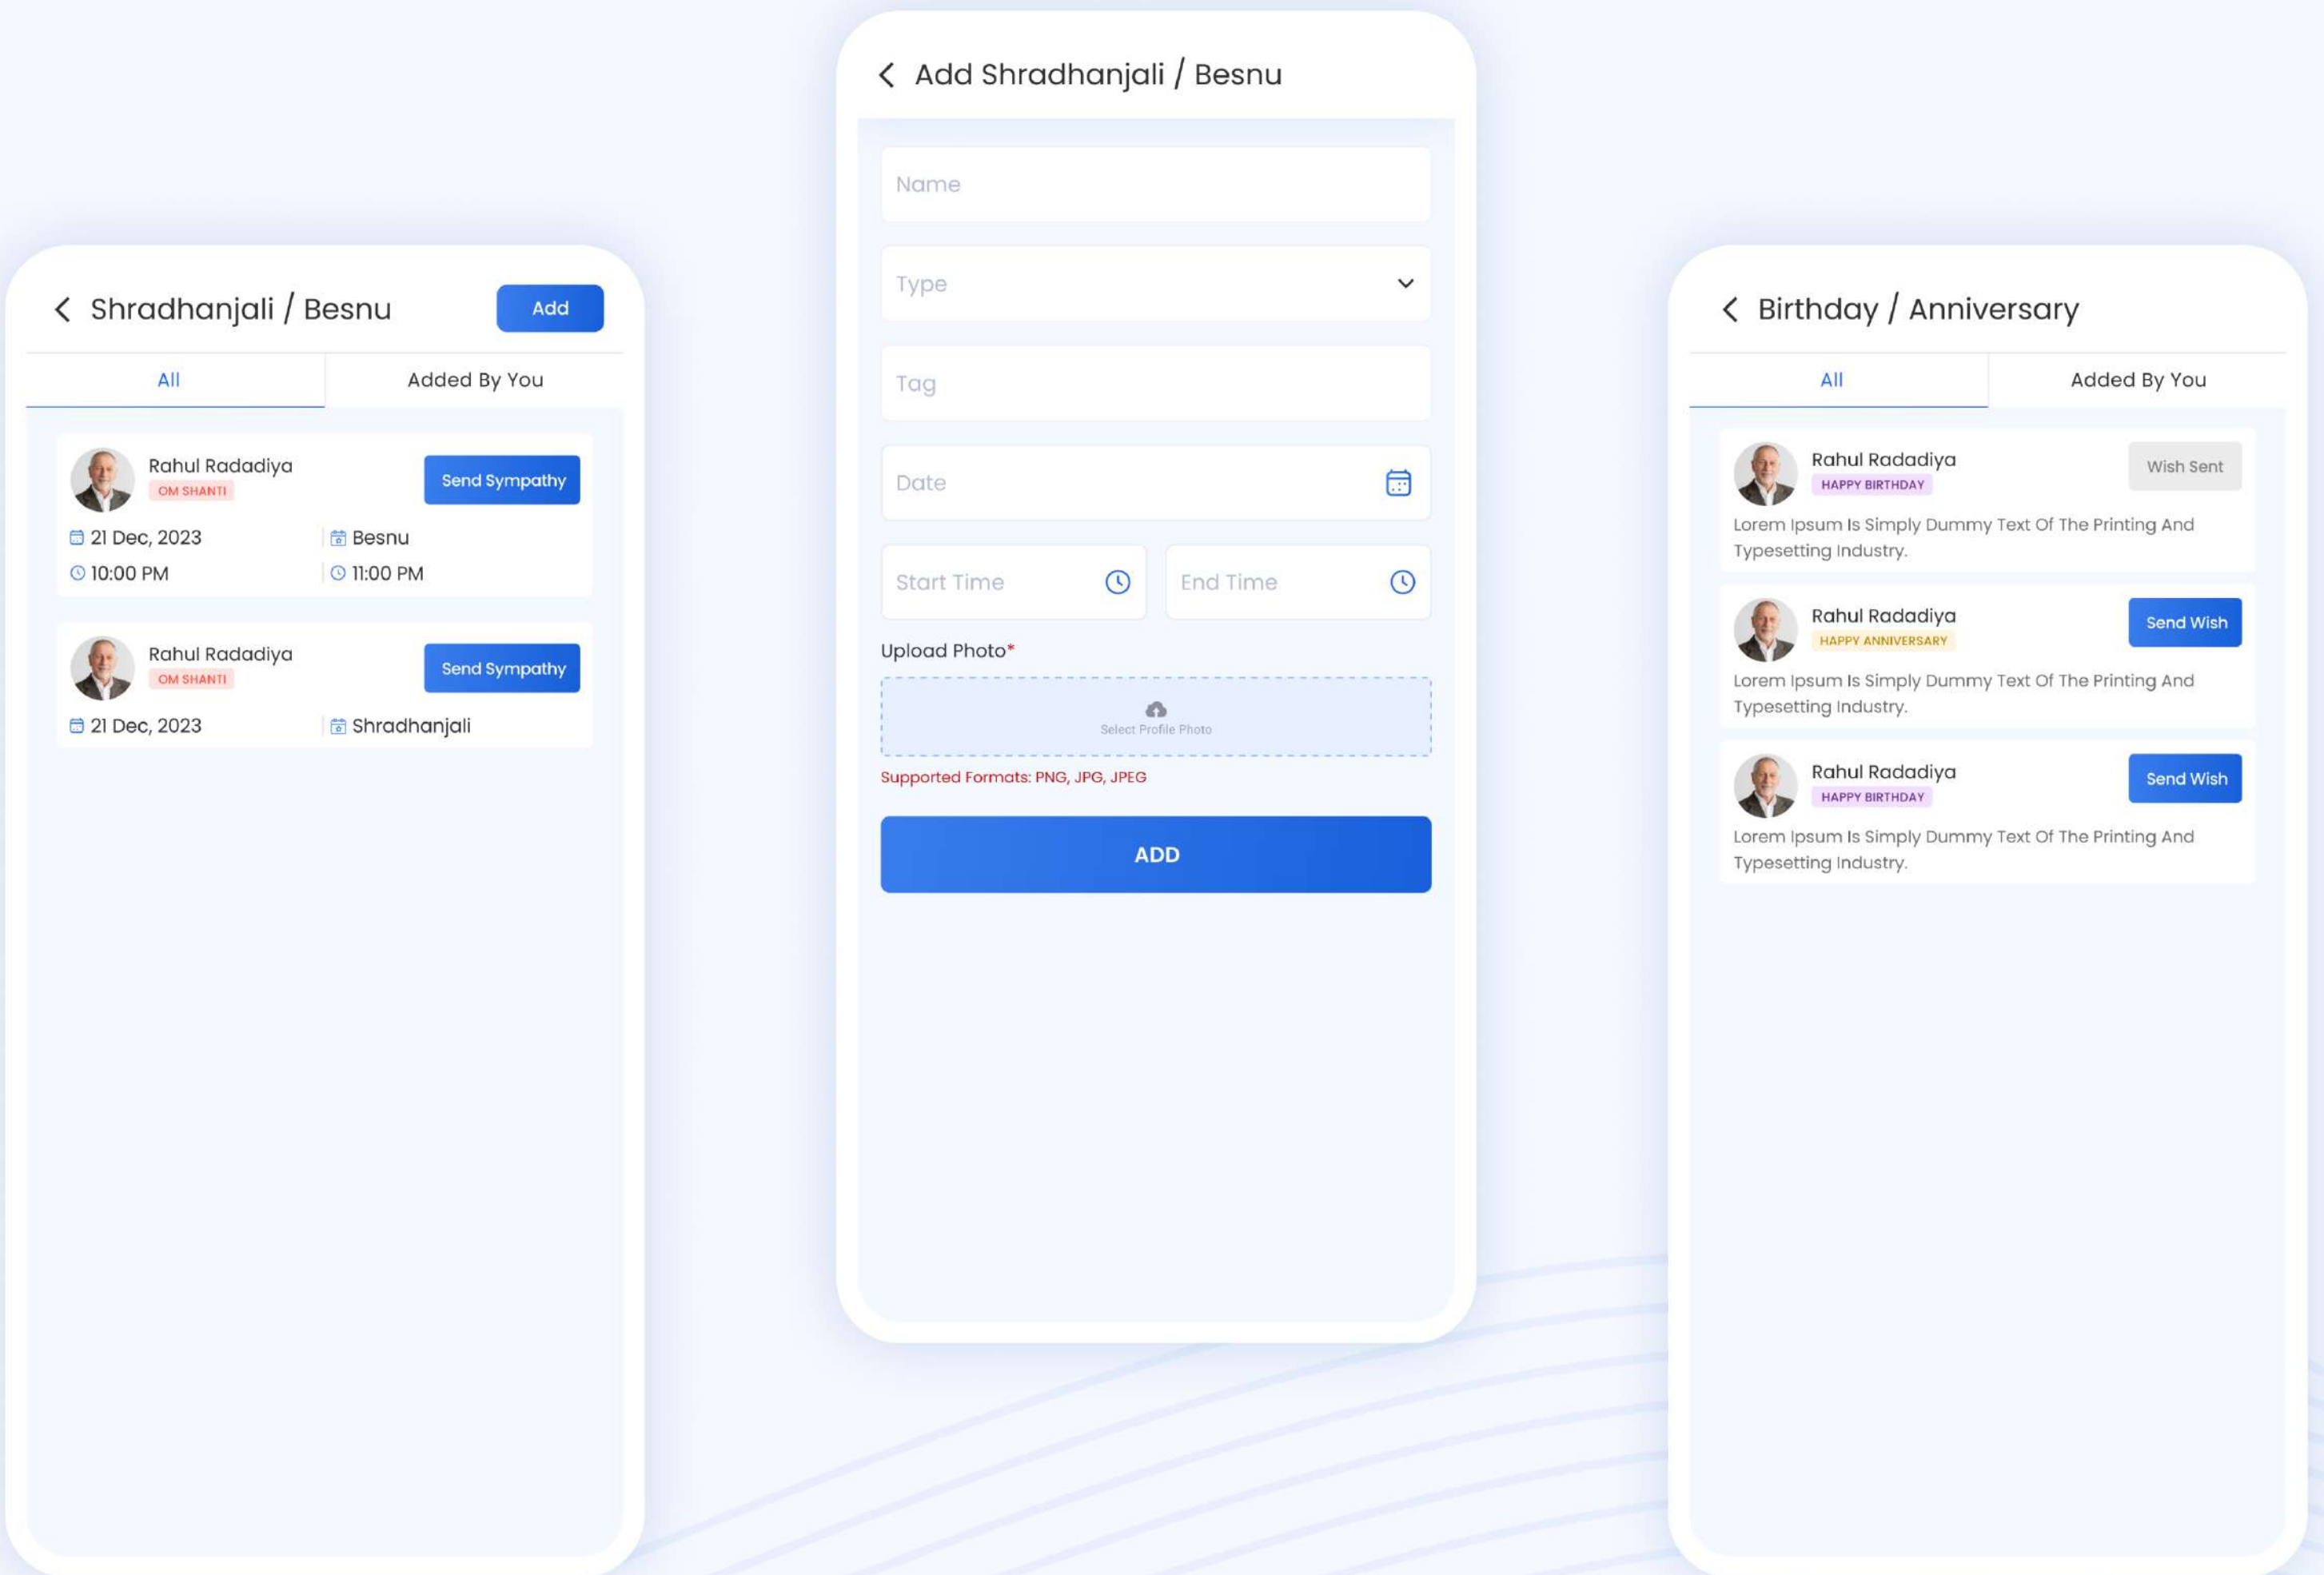 Shradhanjali / Besnu
Add
All
Added By You
Rahul Radadiya
OM SHANTI
Send Sympathy
21 Dec, 2023
Besnu
10:00 PM
11:00 PM
Rahul Radadiya
OM SHANTI
Send Sympathy
21 Dec, 2023
Shradhanjali
Add Shradhanjali / Besnu
Name
Type
Tag
Date
Start Time
End Time
Upload Photo*
Select Profile Photo
Supported Formats: PNG, JPG, JPEG
ADD
Birthday / Anniversary
All
Added By You
Rahul Radadiya
HAPPY BIRTHDAY
Wish Sent
Lorem Ipsum Is Simply Dummy Text Of The Printing And
Typesetting Industry.
Rahul Radadiya
HAPPY ANNIVERSARY
Send Wish
Lorem Ipsum Is Simply Dummy Text Of The Printing And
Typesetting Industry.
Rahul Radadiya
HAPPY BIRTHDAY
Send Wish
Lorem Ipsum Is Simply Dummy Text Of The Printing And
Typesetting Industry.